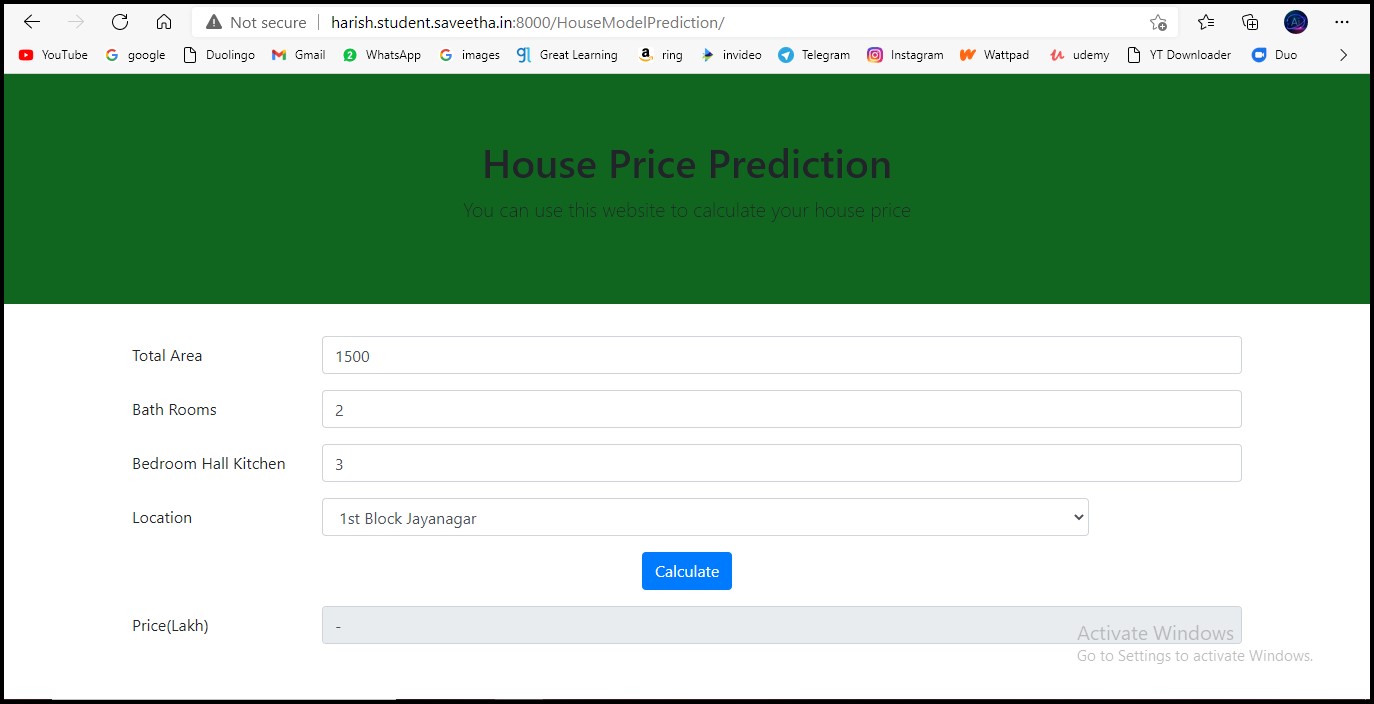 Not secure harish.student.saveetha.in:8000/HouseModelPrediction/
YouTube google Duolingo Gmail WhatsApp images Great Learning ring invideo Telegram Instagram Wattpad udemy YT Downloader Duo
House Price Prediction
You can use this website to calculate your house price
Total Area 1500
Bath Rooms 2
Bedroom Hall Kitchen 3
Location 1st Block Jayanagar
Calculate
Price(Lakh) -
Activate Windows
Go to Settings to activate Windows.